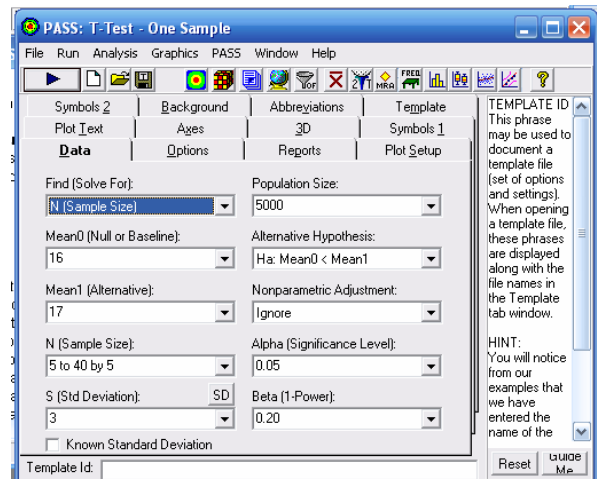 PASS: T-Test - One Sample
File Run Analysis Graphics PASS Window Help
Symbols 2 Background Abbreviations Template
Plot Text Axes 3D Symbols 1
Data Options Reports Plot Setup
Find (Solve For): Population Size:
N (Sample Size) 5000
Mean0 (Null or Baseline): Alternative Hypothesis:
16 Ha: Mean0 < Mean1
Mean1 (Alternative): Nonparametric Adjustment:
17 Ignore
N (Sample Size): Alpha (Significance Level):
5 to 40 by 5 0.05
S (Std Deviation): SD Beta (1-Power):
3 0.20
Known Standard Deviation
Template Id:
TEMPLATE ID
This phrase
may be used to
document a
template file
(set of options
and settings).
When opening
a template file,
these phrases
are displayed
along with the
file names in
the Template
tab window.
HINT:
You will notice
from our
examples that
we have
entered the
name of the
Reset Guide
Me